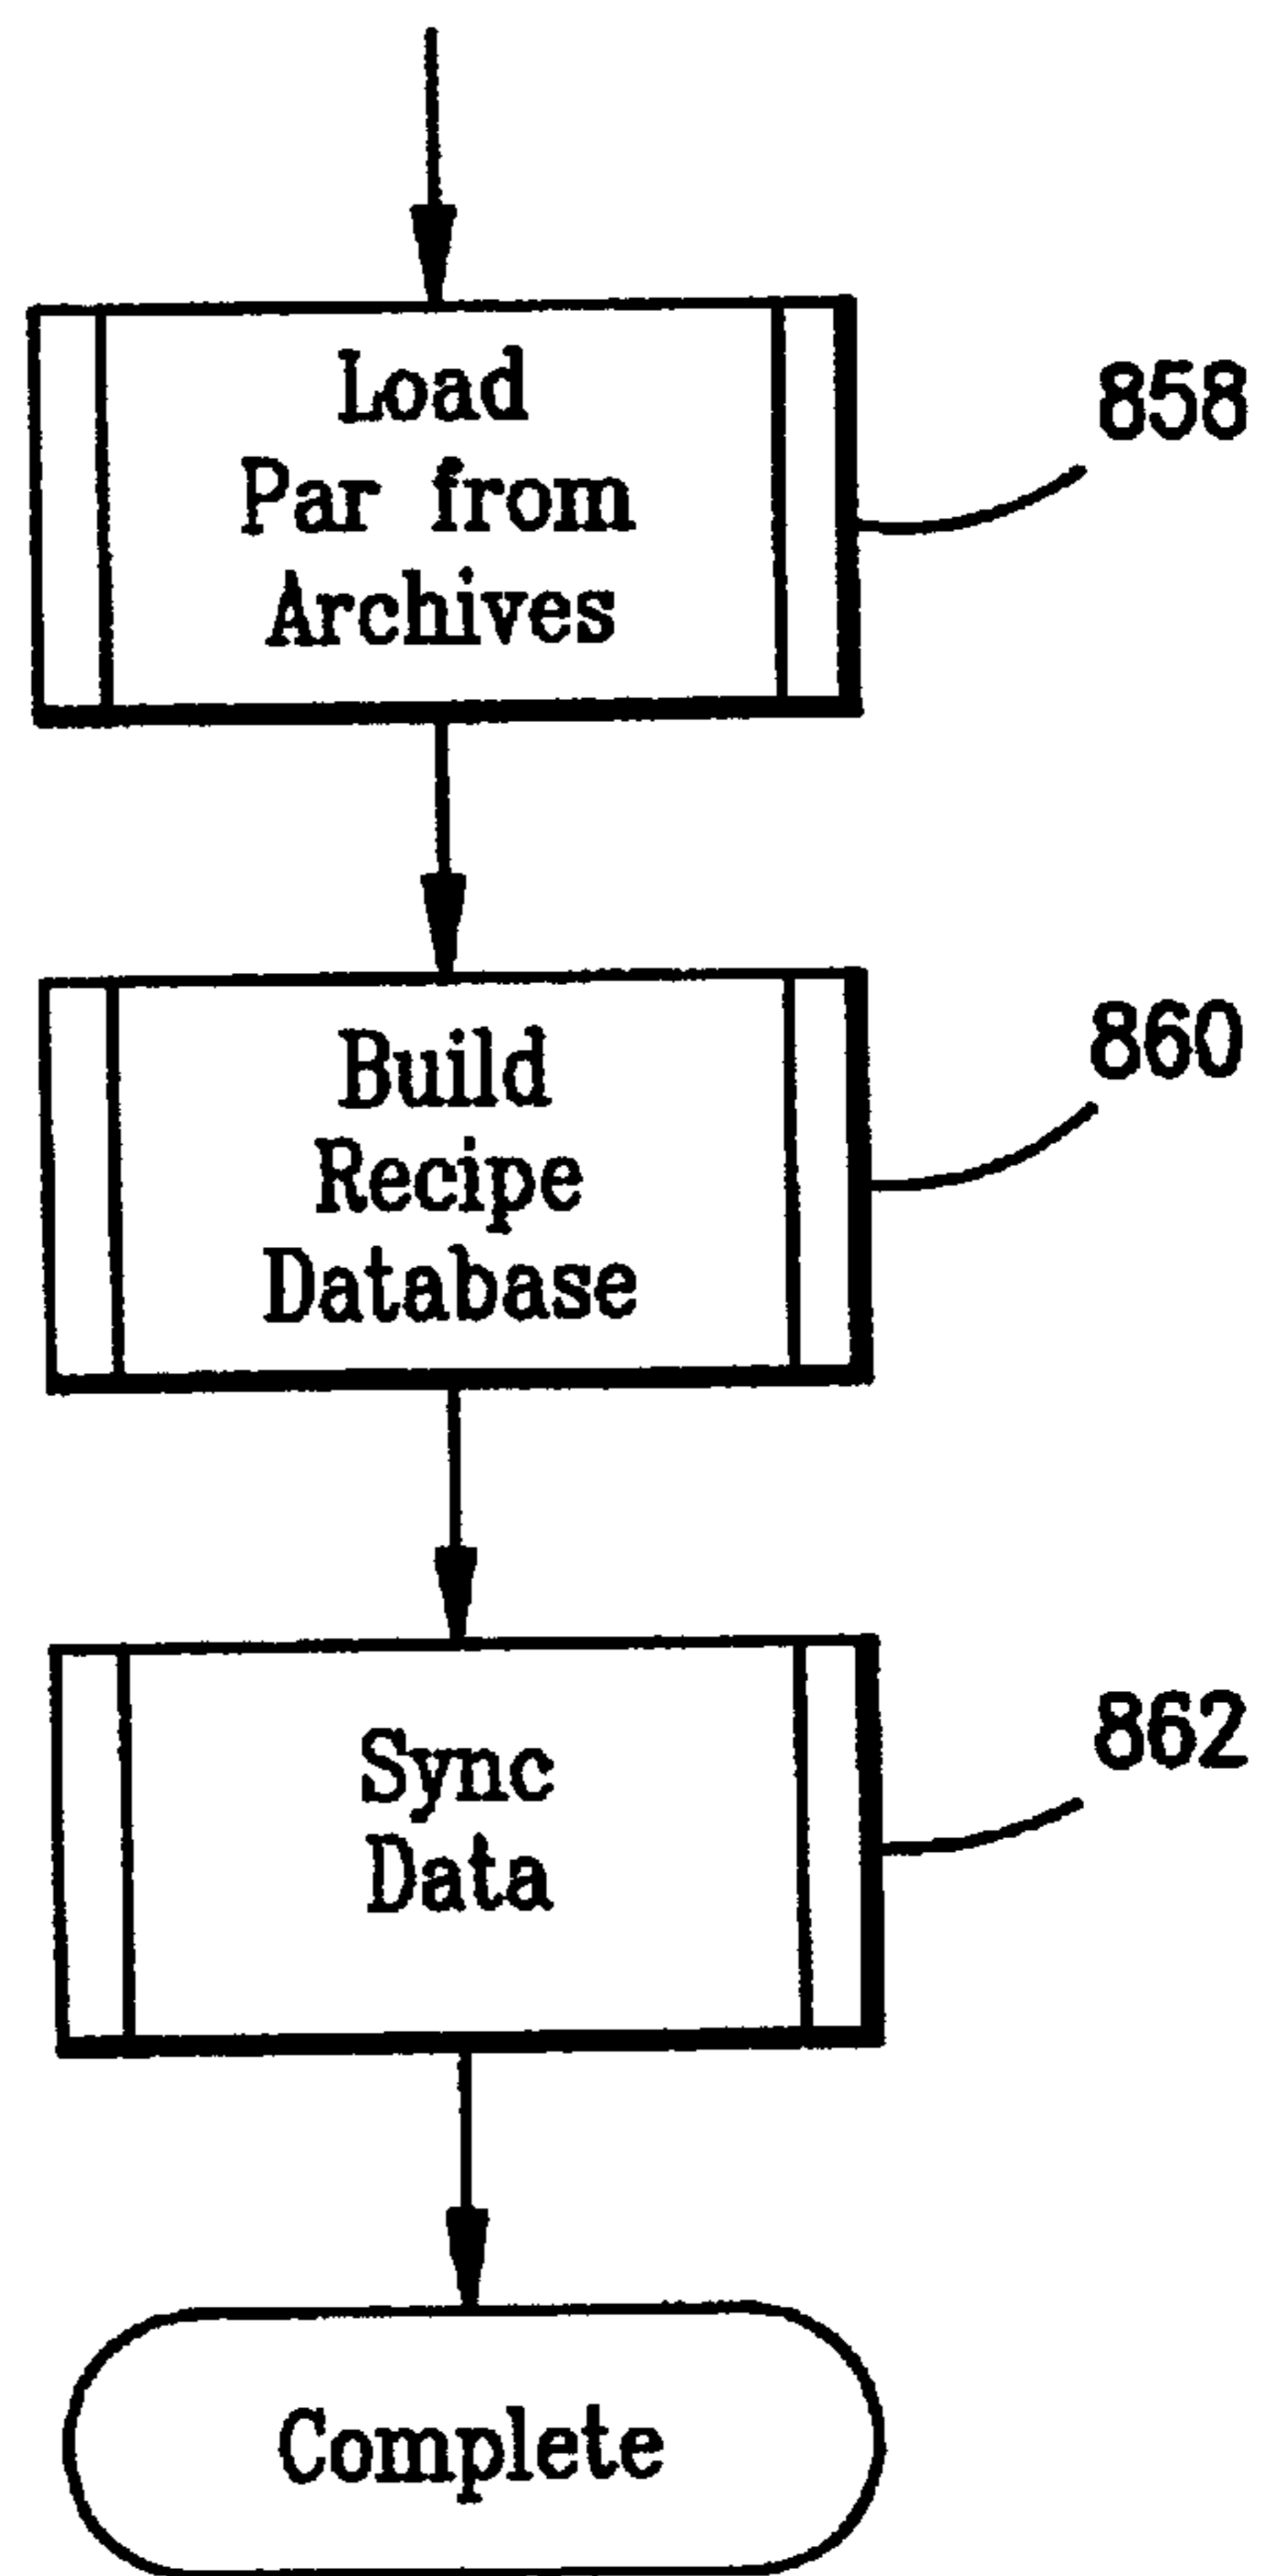 Load
Par from
Archives
858
Build
Recipe
Database
860
Sync
Data
862
Complete